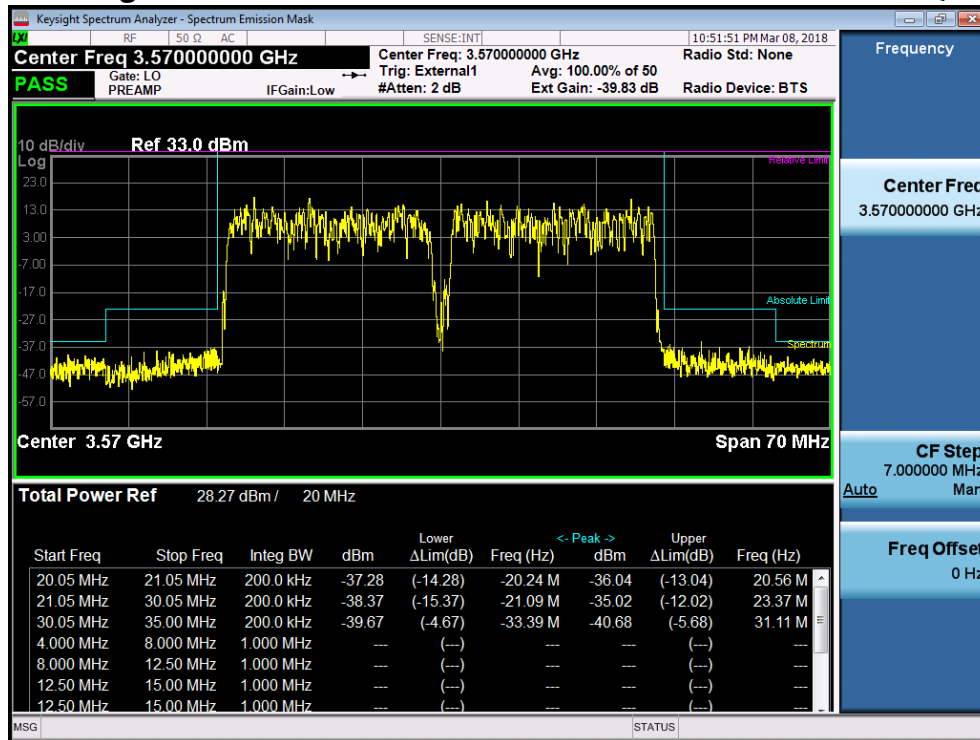 Keysight Spectrum Analyzer - Spectrum Emission Mask
LXI RF 50 Ω AC SENSE:INT 10:51:51 PM Mar 08, 2018
Center Freq 3.570000000 GHz Center Freq: 3.570000000 GHz Radio Std: None
Gate: LO Trig: External1 Avg: 100.00% of 50
PASS PREAMP IFGain:Low #Atten: 2 dB Ext Gain: -39.83 dB Radio Device: BTS
Frequency
10 dB/div Ref 33.0 dBm
Log Relative Limit
23.0
13.0
3.00
-7.00
-17.0
Absolute Limit
-27.0
-37.0
Spectrum
-47.0
-57.0
Center 3.57 GHz Span 70 MHz
Center Freq
3.570000000 GHz
CF Step
7.000000 MHz
Auto Man
Freq Offset
0 Hz
Total Power Ref 28.27 dBm / 20 MHz
Lower <- Peak -> Upper
Start Freq Stop Freq Integ BW dBm ΔLim(dB) Freq (Hz) dBm ΔLim(dB) Freq (Hz)
20.05 MHz 21.05 MHz 200.0 kHz -37.28 (-14.28) -20.24 M -36.04 (-13.04) 20.56 M
21.05 MHz 30.05 MHz 200.0 kHz -38.37 (-15.37) -21.09 M -35.02 (-12.02) 23.37 M
30.05 MHz 35.00 MHz 200.0 kHz -39.67 (-4.67) -33.39 M -40.68 (-5.68) 31.11 M
4.000 MHz 8.000 MHz 1.000 MHz --- (---) --- --- (---) ---
8.000 MHz 12.50 MHz 1.000 MHz --- (---) --- --- (---) ---
12.50 MHz 15.00 MHz 1.000 MHz --- (---) --- --- (---) ---
12.50 MHz 15.00 MHz 1.000 MHz --- (---) --- --- (---) ---
MSG STATUS